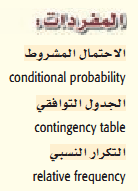 المفردات:
الاحتمال المشروط
conditional probability
الجدول التوافقي
contingency table
التكرار النسبي
relative frequency